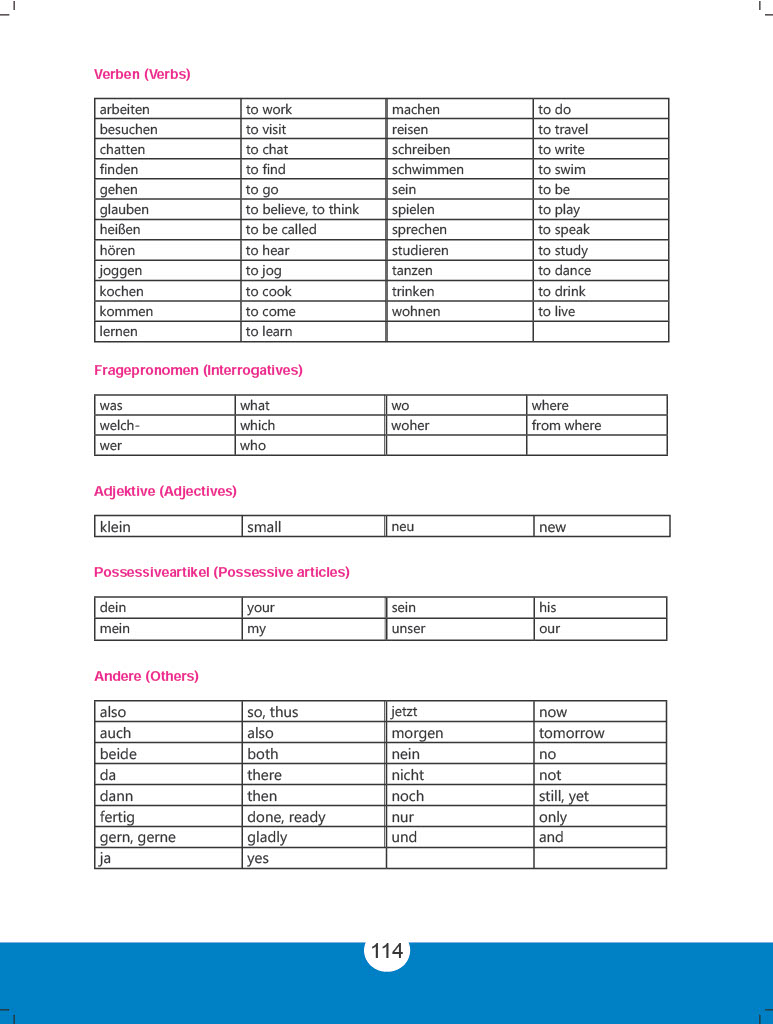 Verben (Verbs)
arbeiten to work machen to do
besuchen to visit reisen to travel
chatten to chat schreiben to write
finden to find schwimmen to swim
gehen to go sein to be
glauben to believe, to think spielen to play
heißen to be called sprechen to speak
hören to hear studieren to study
joggen to jog tanzen to dance
kochen to cook trinken to drink
kommen to come wohnen to live
lernen to learn
Fragepronomen (Interrogatives)
was what wo where
welch- which woher from where
wer who
Adjektive (Adjectives)
klein small neu new
Possessiveartikel (Possessive articles)
dein your sein his
mein my unser our
Andere (Others)
also so, thus jetzt now
auch also morgen tomorrow
beide both nein no
da there nicht not
dann then noch still, yet
fertig done, ready nur only
gern, gerne gladly und and
ja yes
114